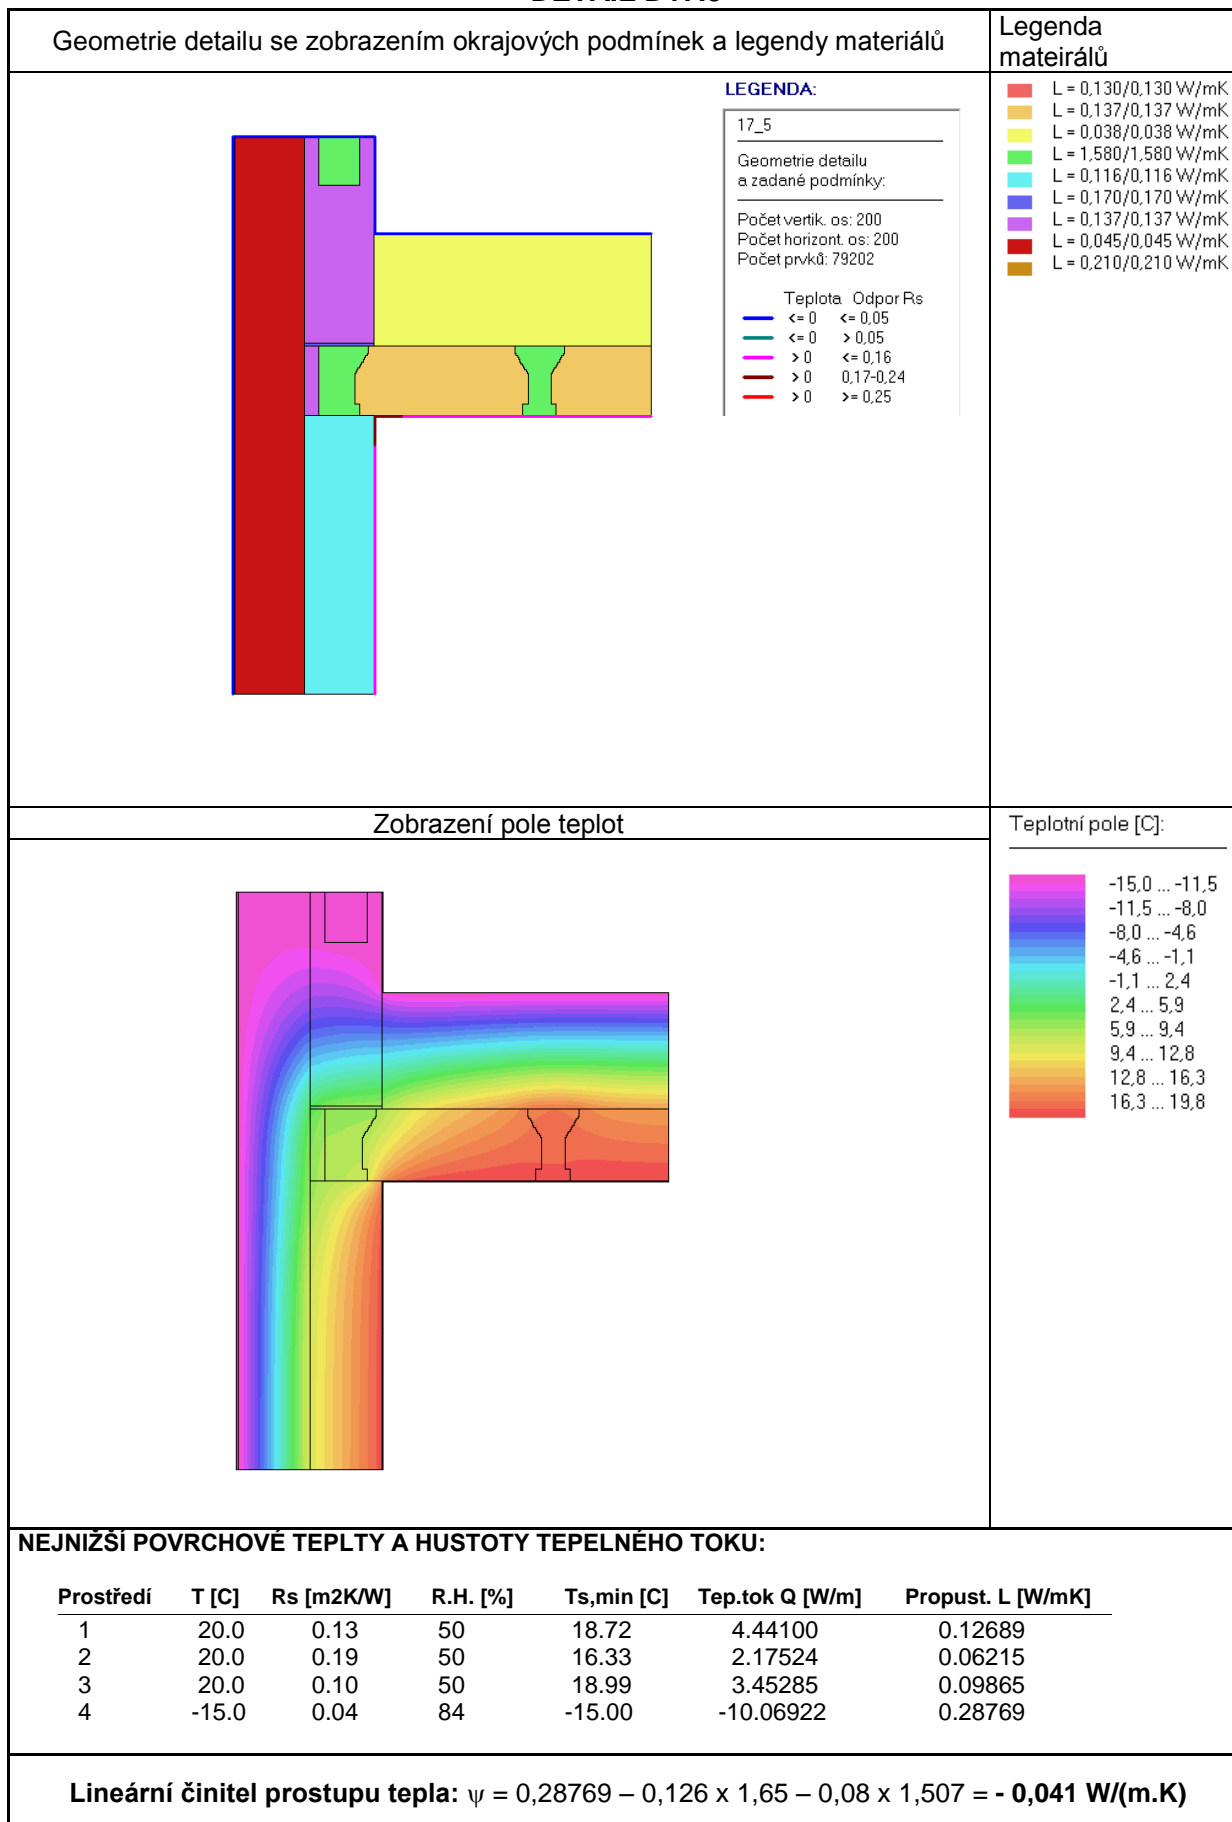 Geometrie detailu se zobrazením okrajových podmínek a legendy materiálů
Legenda
mateirálů
LEGENDA:
17_5
Geometrie detailu
a zadané podmínky:
Počet vertik. os: 200
Počet horizont. os: 200
Počet prvků: 79202
Teplota Odpor Rs
<= 0 <= 0,05
<= 0 > 0,05
> 0 <= 0,16
> 0 0,17-0,24
> 0 >= 0,25
L = 0,130/0,130 W/mK
L = 0,137/0,137 W/mK
L = 0,038/0,038 W/mK
L = 1,580/1,580 W/mK
L = 0,116/0,116 W/mK
L = 0,170/0,170 W/mK
L = 0,137/0,137 W/mK
L = 0,045/0,045 W/mK
L = 0,210/0,210 W/mK
Zobrazení pole teplot
Teplotní pole [C]:
-15,0 ... -11,5
-11,5 ... -8,0
-8,0 ... -4,6
-4,6 ... -1,1
-1,1 ... 2,4
2,4 ... 5,9
5,9 ... 9,4
9,4 ... 12,8
12,8 ... 16,3
16,3 ... 19,8
NEJNIŽŠÍ POVRCHOVÉ TEPLTY A HUSTOTY TEPELNÉHO TOKU:
Prostředí T [C] Rs [m2K/W] R.H. [%] Ts,min [C] Tep.tok Q [W/m] Propust. L [W/mK]
1 20.0 0.13 50 18.72 4.44100 0.12689
2 20.0 0.19 50 16.33 2.17524 0.06215
3 20.0 0.10 50 18.99 3.45285 0.09865
4 -15.0 0.04 84 -15.00 -10.06922 0.28769
Lineární činitel prostupu tepla: ψ = 0,28769 – 0,126 x 1,65 – 0,08 x 1,507 = - 0,041 W/(m.K)